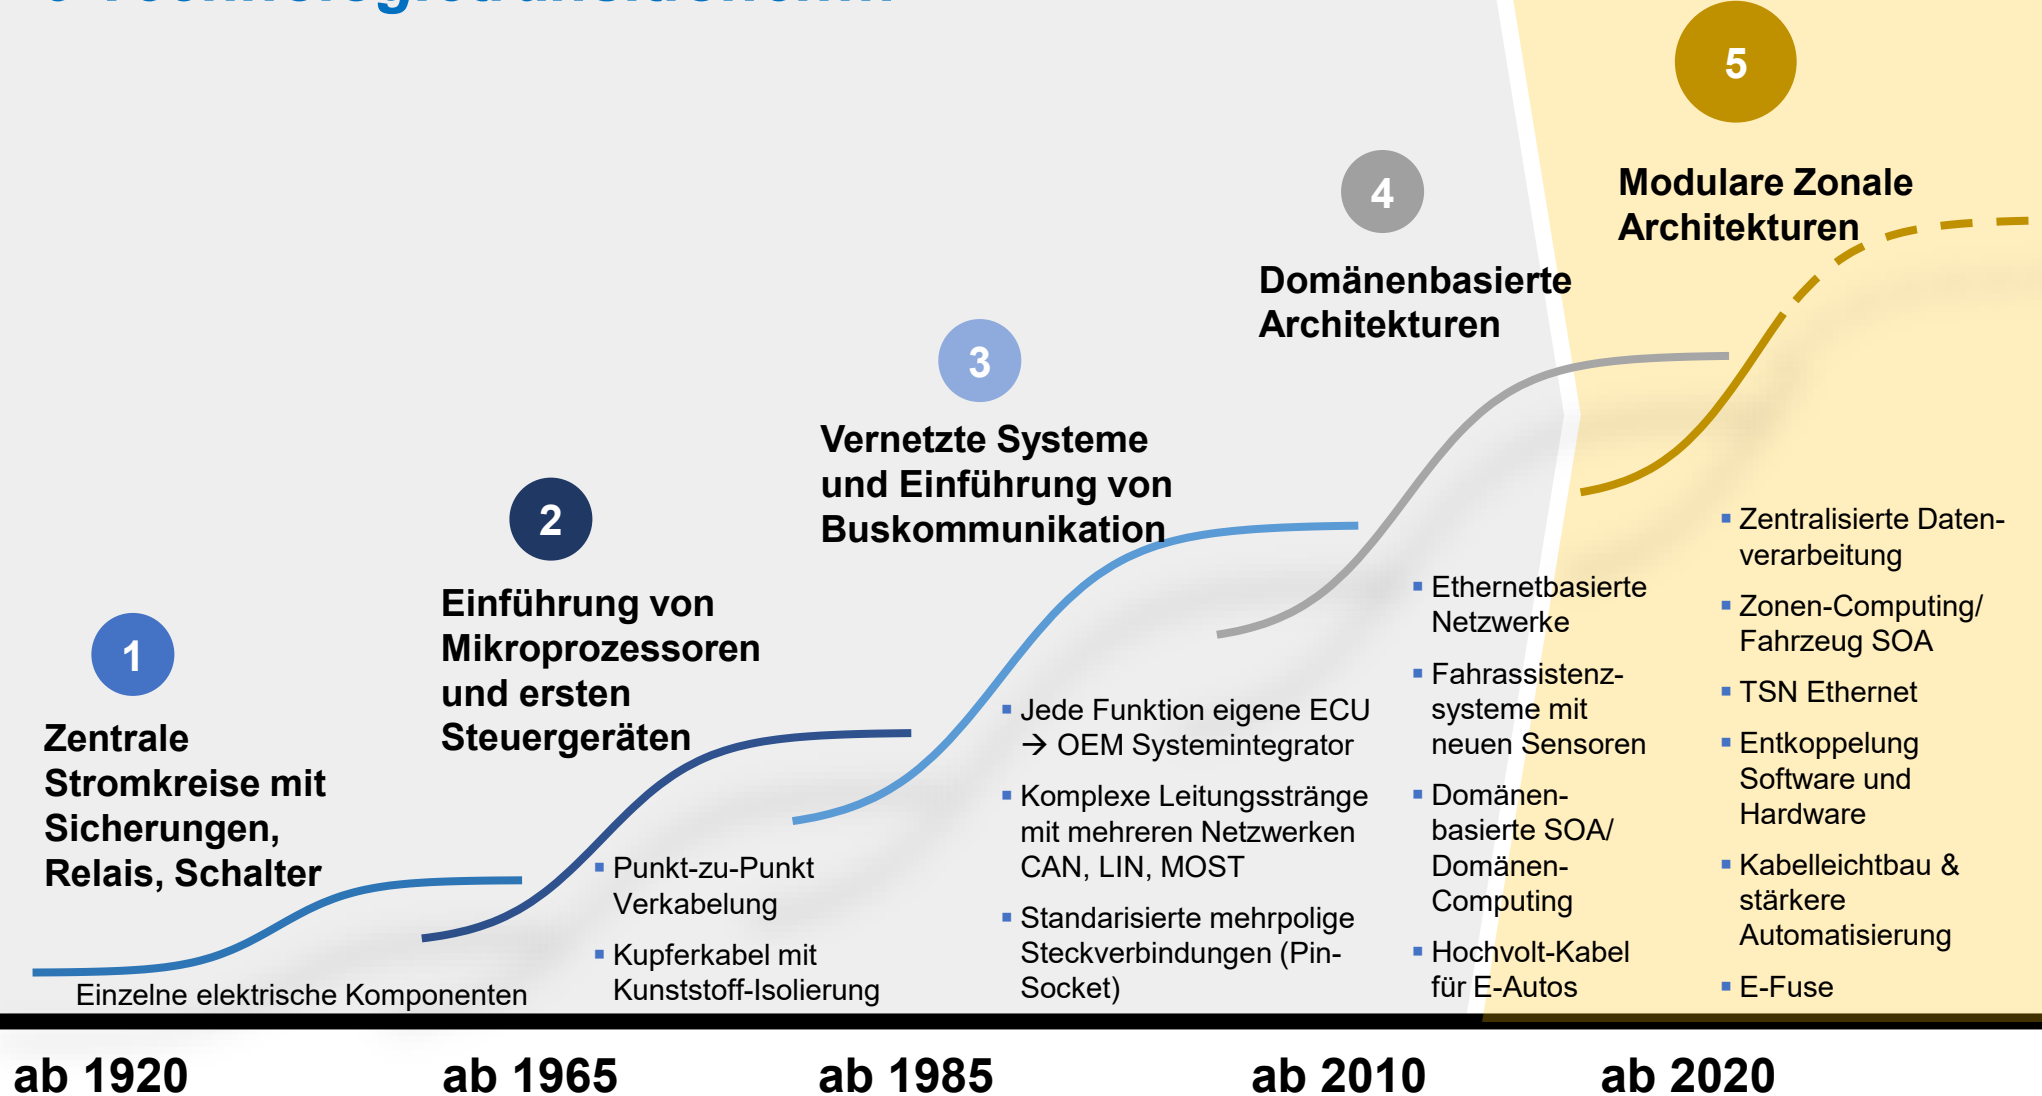 1
Zentrale
Stromkreise mit
Sicherungen,
Relais, Schalter
Einzelne elektrische Komponenten
ab 1920
2
Einführung von
Mikroprozessoren
und ersten
Steuergeräten
▪ Punkt-zu-Punkt
Verkabelung
▪ Kupferkabel mit
Kunststoff-Isolierung
ab 1965
3
Vernetzte Systeme
und Einführung von
Buskommunikation
▪ Jede Funktion eigene ECU
→ OEM Systemintegrator
▪ Komplexe Leitungsstränge
mit mehreren Netzwerken
CAN, LIN, MOST
▪ Standarisierte mehrpolige
Steckverbindungen (Pin-
Socket)
ab 1985
4
Domänenbasierte
Architekturen
▪ Ethernetbasierte
Netzwerke
▪ Fahrassistenz-
systeme mit
neuen Sensoren
▪ Domänen-
basierte SOA/
Domänen-
Computing
▪ Hochvolt-Kabel
für E-Autos
ab 2010
5
Modulare Zonale
Architekturen
▪ Zentralisierte Daten-
verarbeitung
▪ Zonen-Computing/
Fahrzeug SOA
▪ TSN Ethernet
▪ Entkoppelung
Software und
Hardware
▪ Kabelleichtbau &
stärkere
Automatisierung
▪ E-Fuse
ab 2020